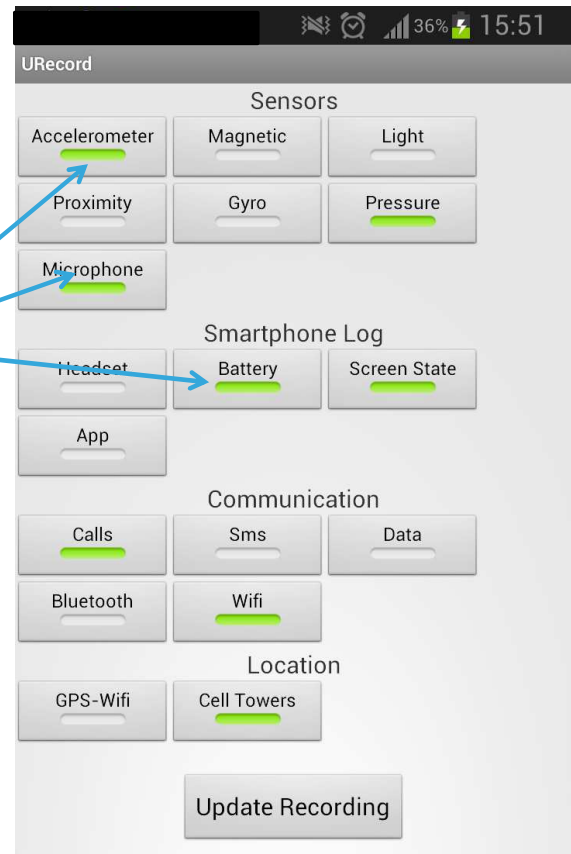 36% 15:51
URecord
Sensors
Accelerometer Magnetic Light
Proximity Gyro Pressure
Microphone
Smartphone Log
Headset Battery Screen State
App
Communication
Calls Sms Data
Bluetooth Wifi
Location
GPS-Wifi Cell Towers
Update Recording